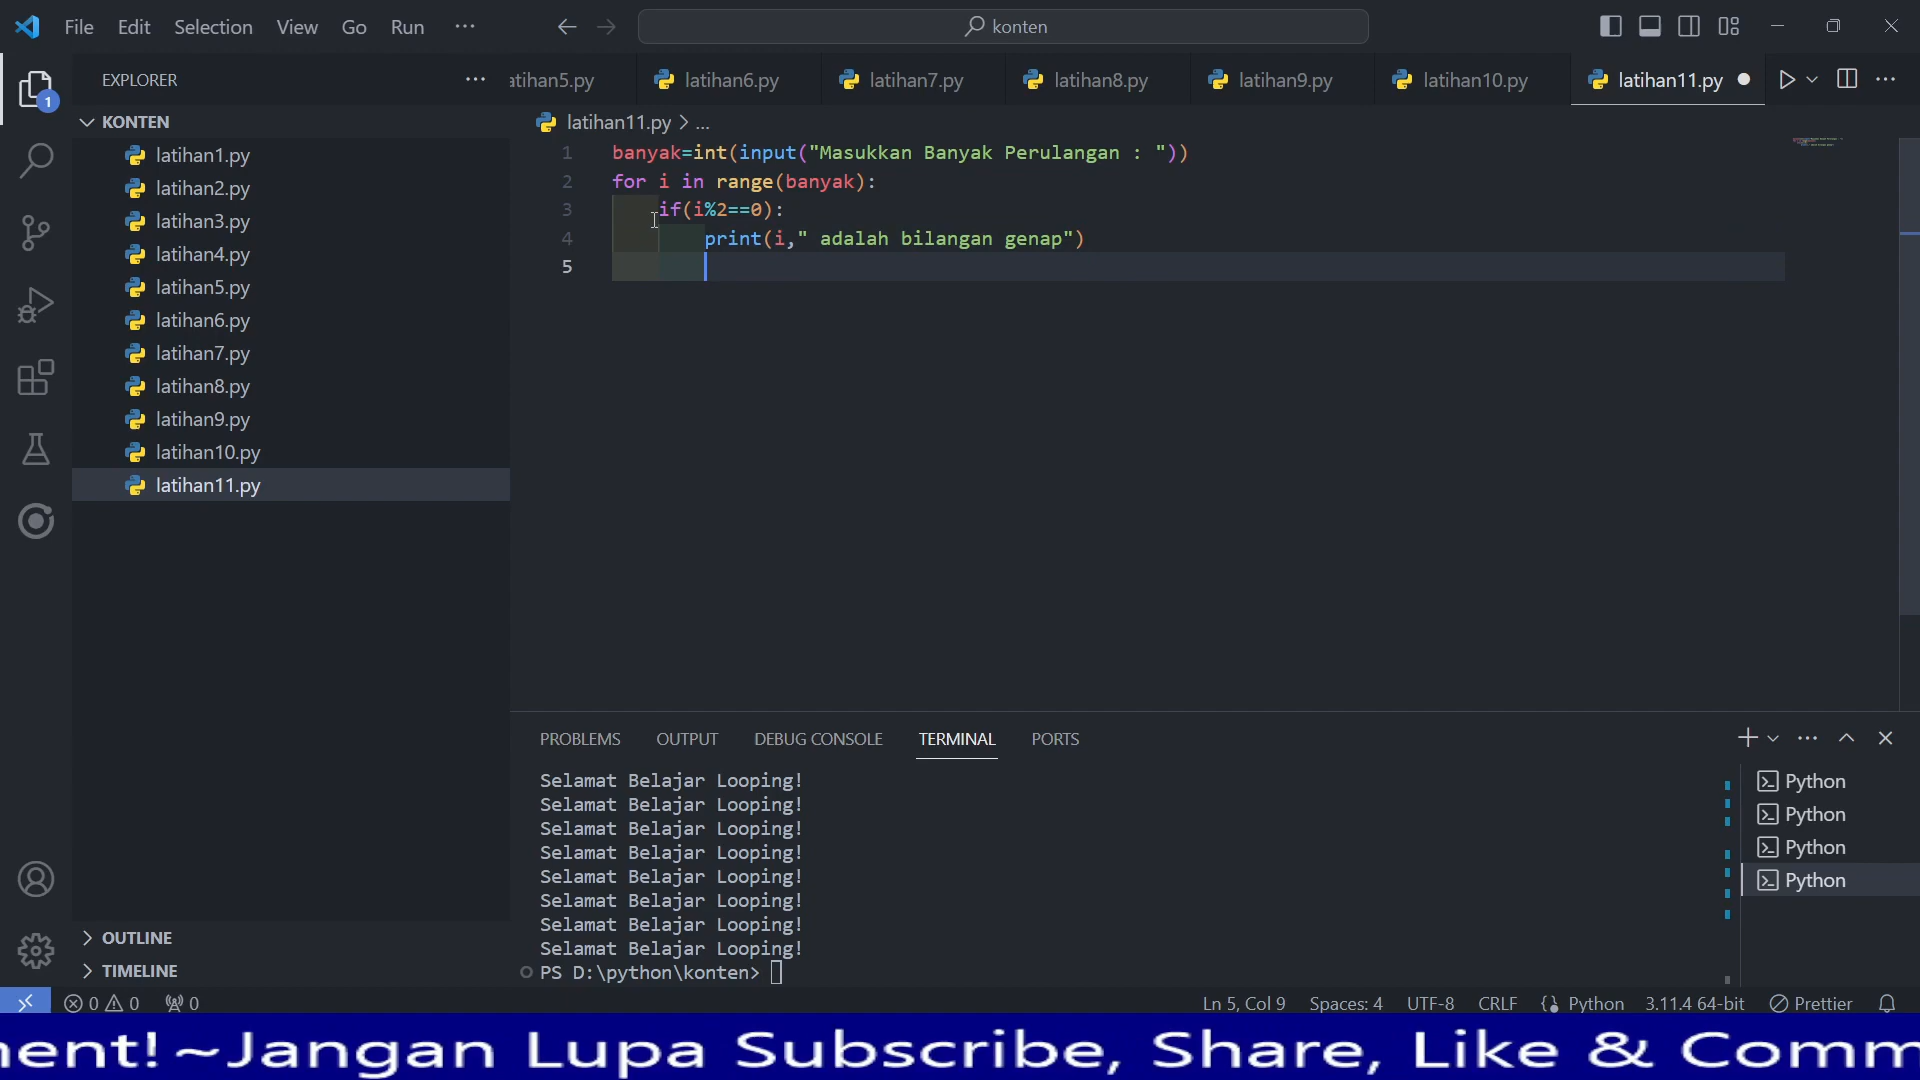 File Edit Selection View Go Run ···
konten
EXPLORER
atihan5.py latihan6.py latihan7.py latihan8.py latihan9.py latihan10.py latihan11.py
KONTEN
latihan1.py
latihan2.py
latihan3.py
latihan4.py
latihan5.py
latihan6.py
latihan7.py
latihan8.py
latihan9.py
latihan10.py
latihan11.py
OUTLINE
TIMELINE
1
latihan11.py > ...
1 banyak=int(input("Masukkan Banyak Perulangan : "))
2 for i in range(banyak):
3 if(i%2==0):
4 print(i," adalah bilangan genap")
5
PROBLEMS OUTPUT DEBUG CONSOLE TERMINAL PORTS
Selamat Belajar Looping!
Selamat Belajar Looping!
Selamat Belajar Looping!
Selamat Belajar Looping!
Selamat Belajar Looping!
Selamat Belajar Looping!
Selamat Belajar Looping!
Selamat Belajar Looping!
PS D:\python\konten>
Python
Python
Python
Python
0 0 0 Ln 5, Col 9 Spaces: 4 UTF-8 CRLF {} Python 3.11.4 64-bit Prettier
nent! ~Jangan Lupa Subscribe, Share, Like & Comm